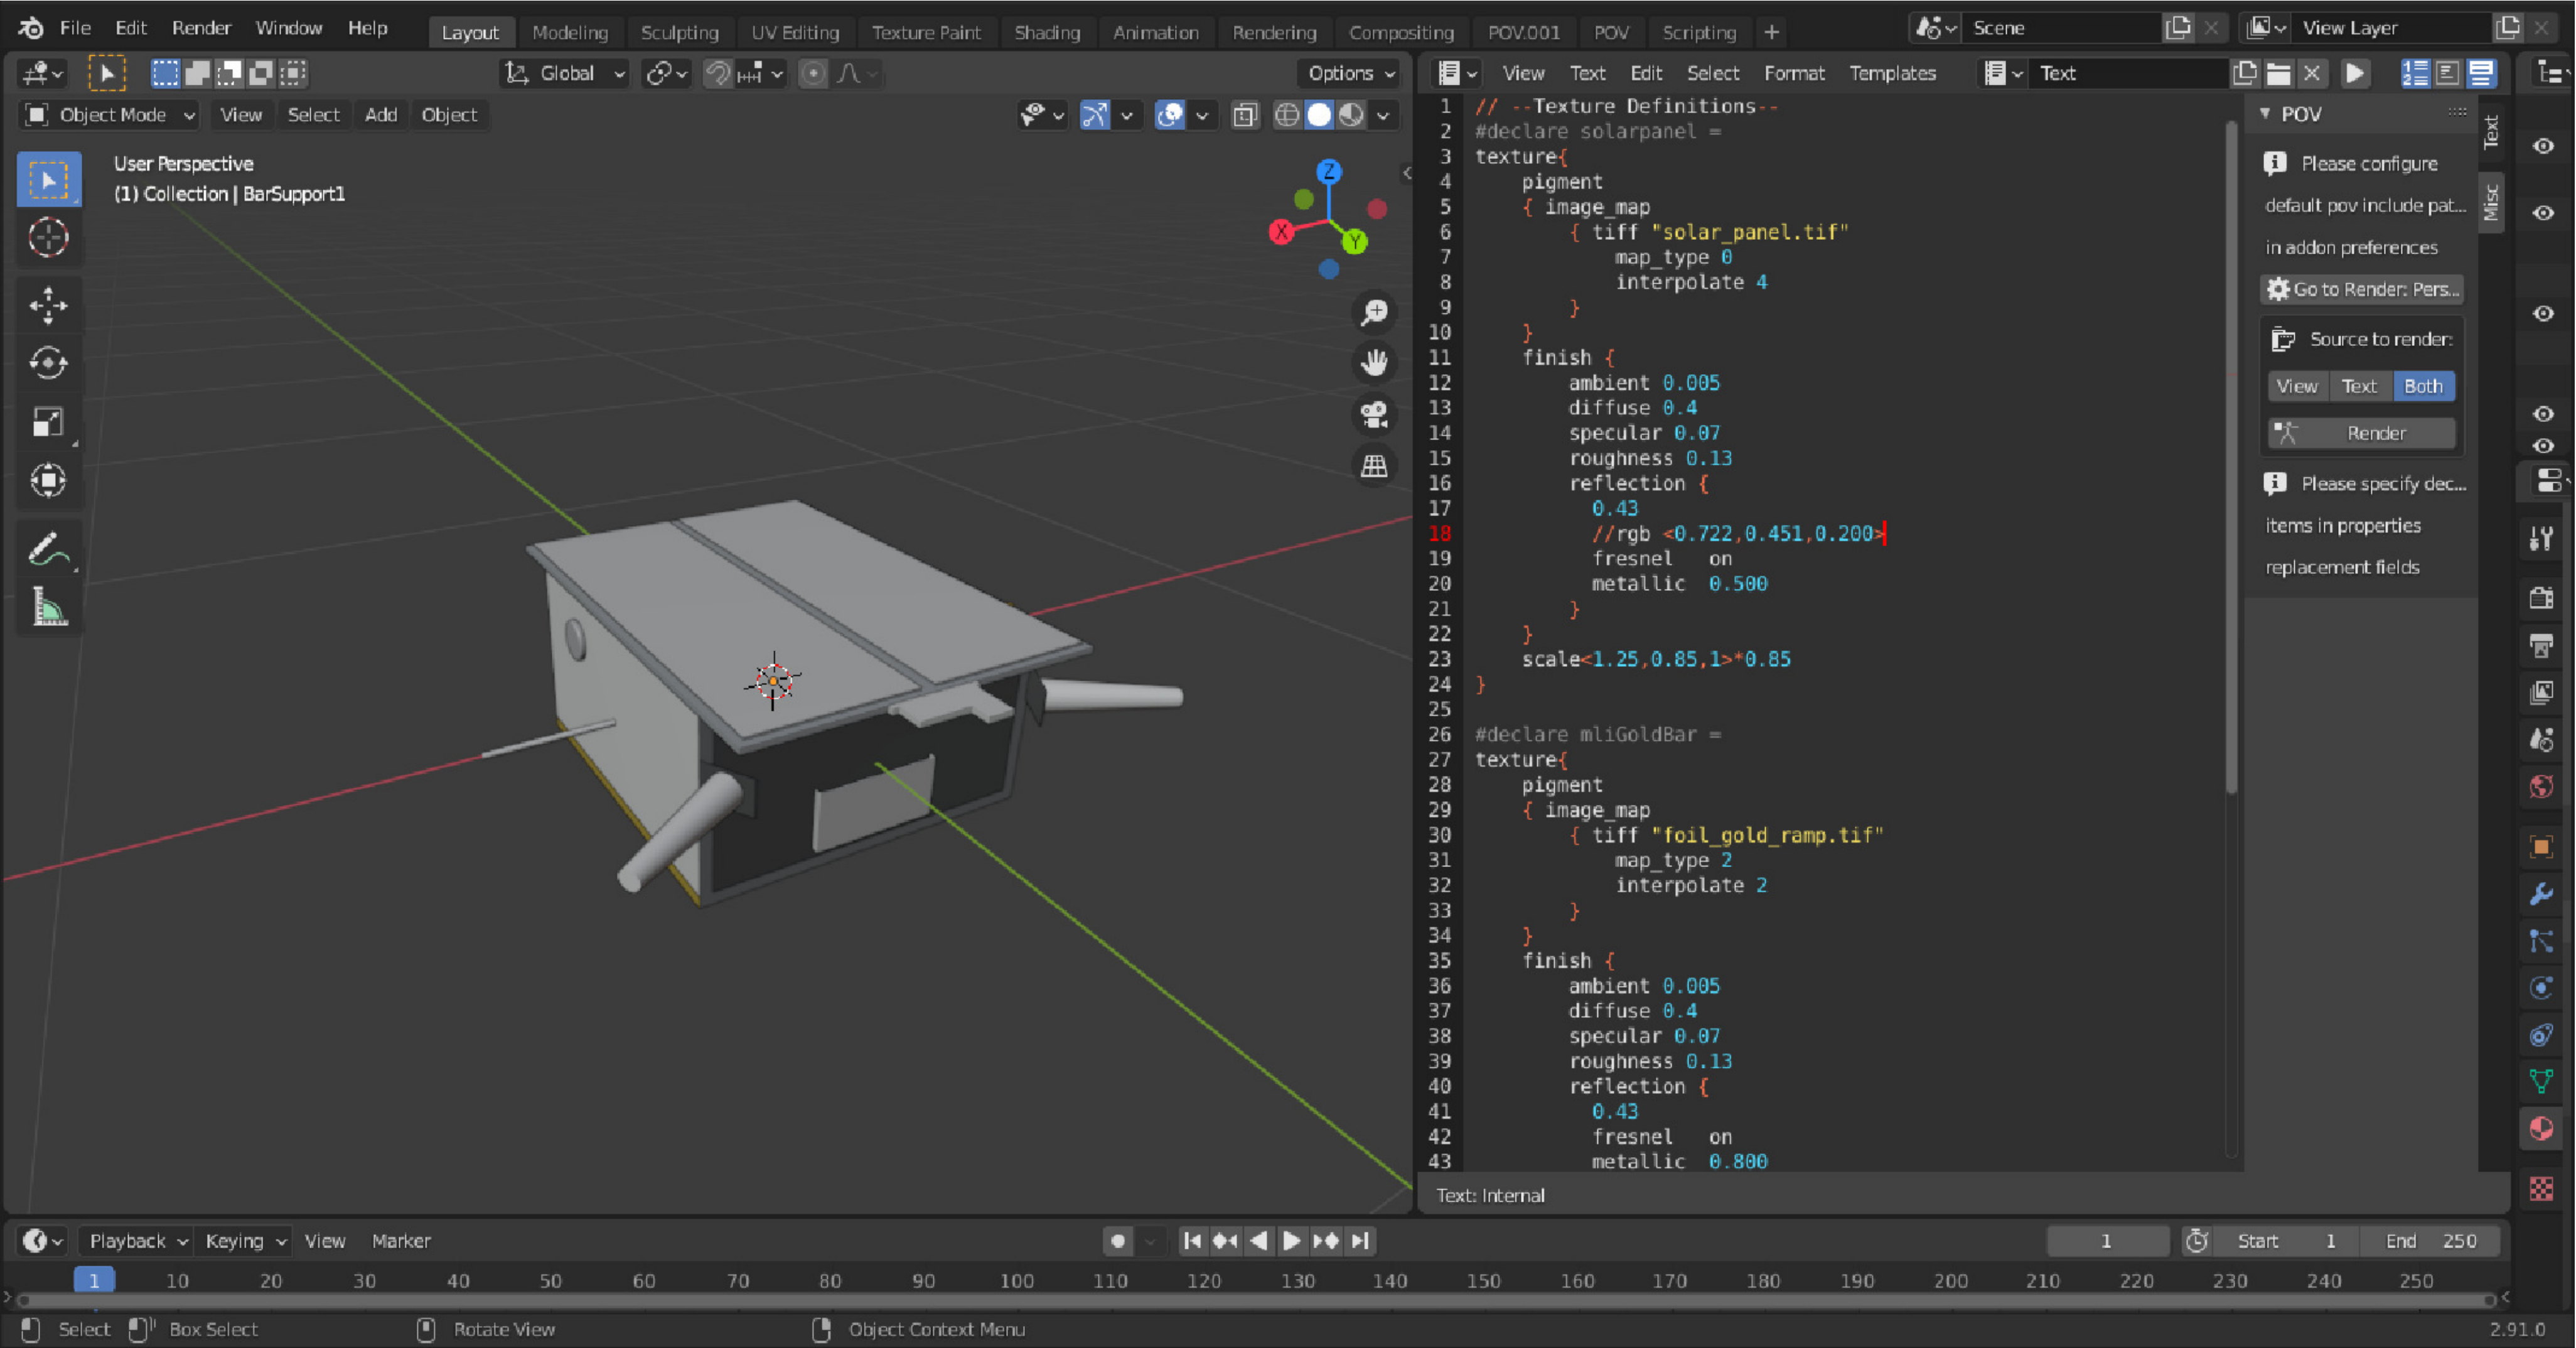 File Edit Render Window Help Layout Modeling Sculpting UV Editing Texture Paint Shading Animation Rendering Compositing POV.001 POV Scripting + Scene View Layer
Global Options
Object Mode View Select Add Object
User Perspective
(1) Collection | BarSupport1
Z
X
Y
View Text Edit Select Format Templates Text
1 // --Texture Definitions--
2 #declare solarpanel =
3 texture{
4 pigment
5 { image_map
6 { tiff "solar_panel.tif"
7 map_type 0
8 interpolate 4
9 }
10 }
11 finish {
12 ambient 0.005
13 diffuse 0.4
14 specular 0.07
15 roughness 0.13
16 reflection {
17 0.43
18 //rgb <0.722,0.451,0.200>
19 fresnel on
20 metallic 0.500
21 }
22 }
23 scale<1.25,0.85,1>*0.85
24 }
25
26 #declare mliGoldBar =
27 texture{
28 pigment
29 { image_map
30 { tiff "foil_gold_ramp.tif"
31 map_type 2
32 interpolate 2
33 }
34 }
35 finish {
36 ambient 0.005
37 diffuse 0.4
38 specular 0.07
39 roughness 0.13
40 reflection {
41 0.43
42 fresnel on
43 metallic 0.800
Text: Internal
POV
Please configure
default pov include pat...
in addon preferences
Go to Render: Pers...
Source to render:
View Text Both
Render
Please specify dec...
items in properties
replacement fields
Text
Misc
Playback Keying View Marker 1 Start 1 End 250
1 10 20 30 40 50 60 70 80 90 100 110 120 130 140 150 160 170 180 190 200 210 220 230 240 250
Select Box Select Rotate View Object Context Menu 2.91.0